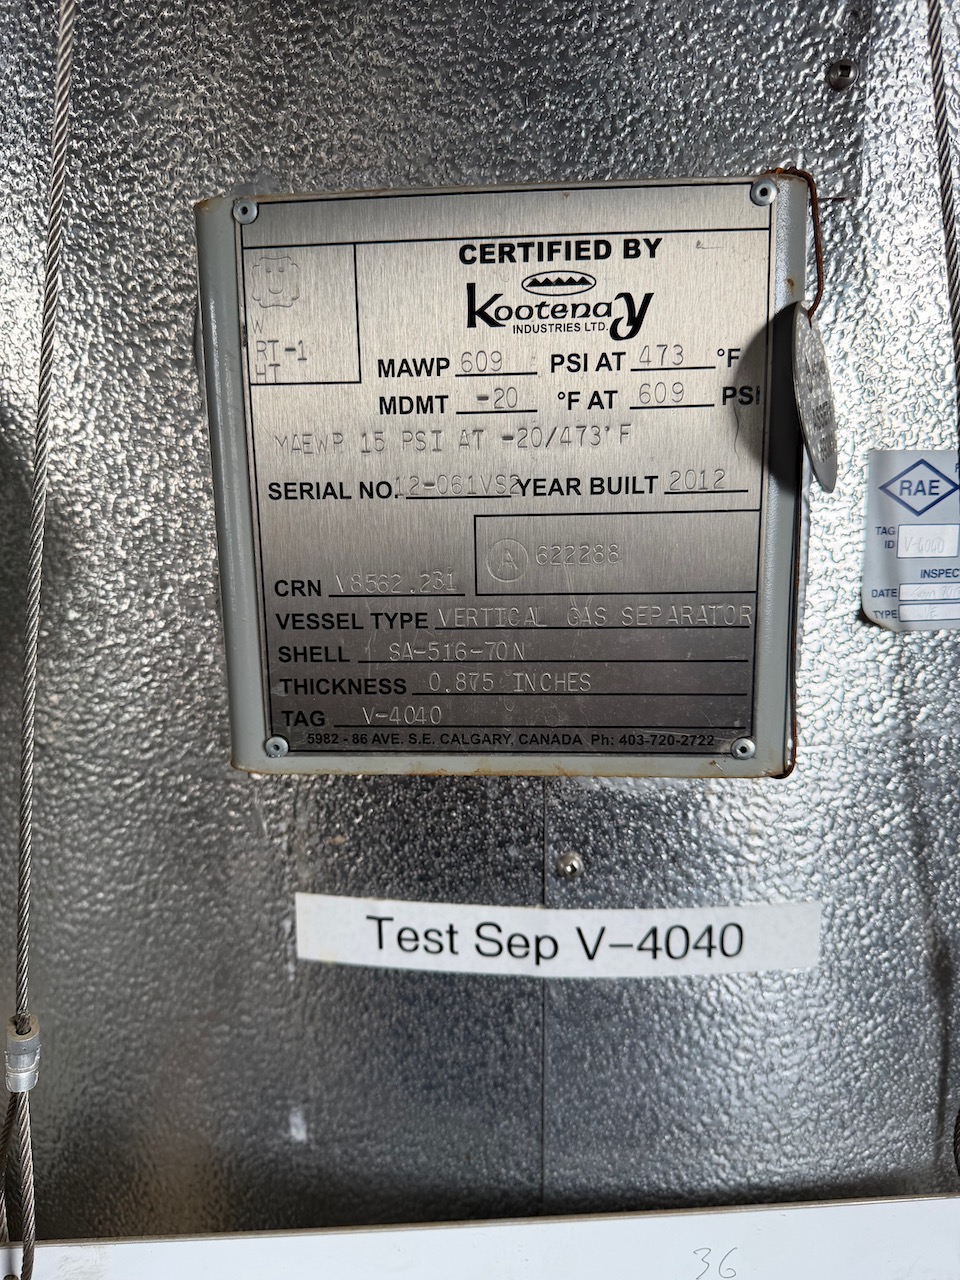 CERTIFIED BY
Kootenay
INDUSTRIES LTD.
U
W
RT-1
HT
MAWP 609 PSI AT 473 °F
MDMT -20 °F AT 609 PSI
MAEWP 15 PSI AT -20/473°F
SERIAL NO. 12-061VS2 YEAR BUILT 2012
A 622288
CRN V8562.231
VESSEL TYPE VERTICAL GAS SEPARATOR
SHELL SA-516-70N
THICKNESS 0.875 INCHES
TAG V-4040
5982 - 86 AVE. S.E. CALGARY, CANADA Ph: 403-720-2722
RAE
TAG
ID V-4040
INSPEC
DATE
TYPE VE
Test Sep V-4040
36